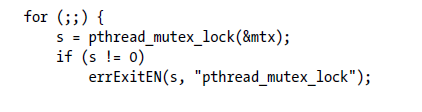 for (;;) {
    s = pthread_mutex_lock(&mtx);
    if (s != 0)
        errExitEN(s, "pthread_mutex_lock");